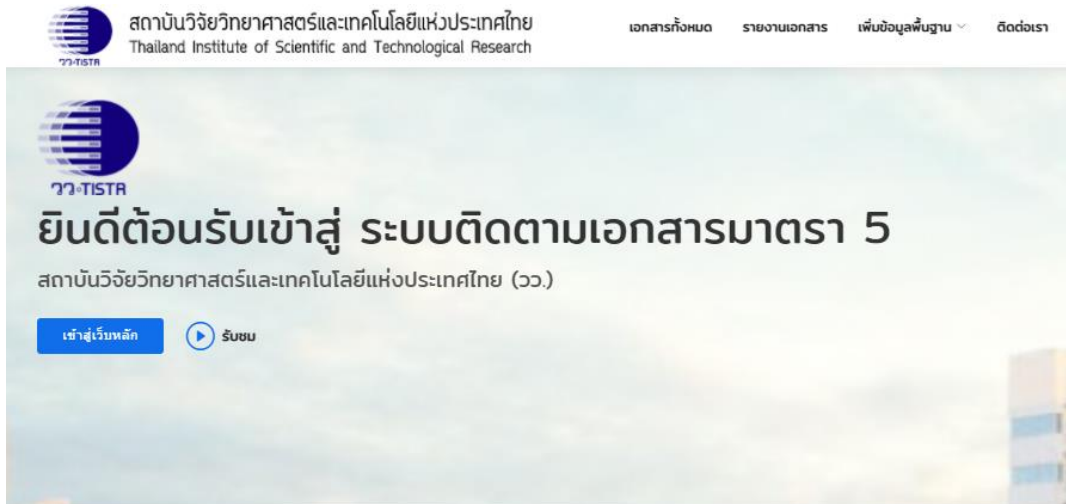 สถาบันวิจัยวิทยาศาสตร์และเทคโนโลยีแห่งประเทศไทย
Thailand Institute of Scientific and Technological Research
วว•TISTR
เอกสารทั้งหมด รายงานเอกสาร เพิ่มข้อมูลพื้นฐาน ติดต่อเรา
วว•TISTR
ยินดีต้อนรับเข้าสู่ ระบบติดตามเอกสารมาตรา 5
สถาบันวิจัยวิทยาศาสตร์และเทคโนโลยีแห่งประเทศไทย (วว.)
เข้าสู่เว็บหลัก รับชม